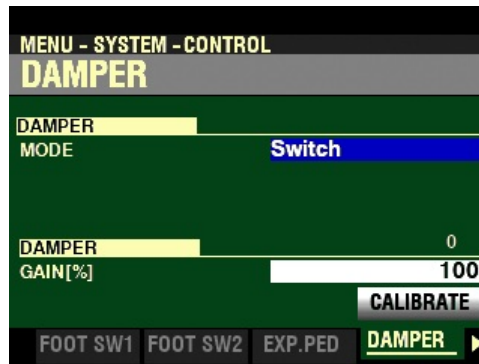 MENU - SYSTEM - CONTROL
DAMPER
DAMPER
MODE Switch
DAMPER 0
GAIN[%] 100
CALIBRATE
FOOT SW1 FOOT SW2 EXP.PED DAMPER